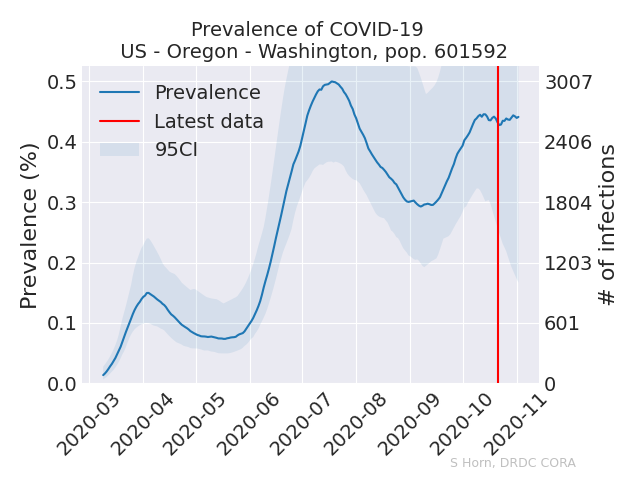 Prevalence of COVID-19
US - Oregon - Washington, pop. 601592
Prevalence
Latest data
95CI
Prevalence (%)
0.5
0.4
0.3
0.2
0.1
0.0
3007
2406
1804
1203
601
0
# of infections
2020-03
2020-04
2020-05
2020-06
2020-07
2020-08
2020-09
2020-10
2020-11
S Horn, DRDC CORA